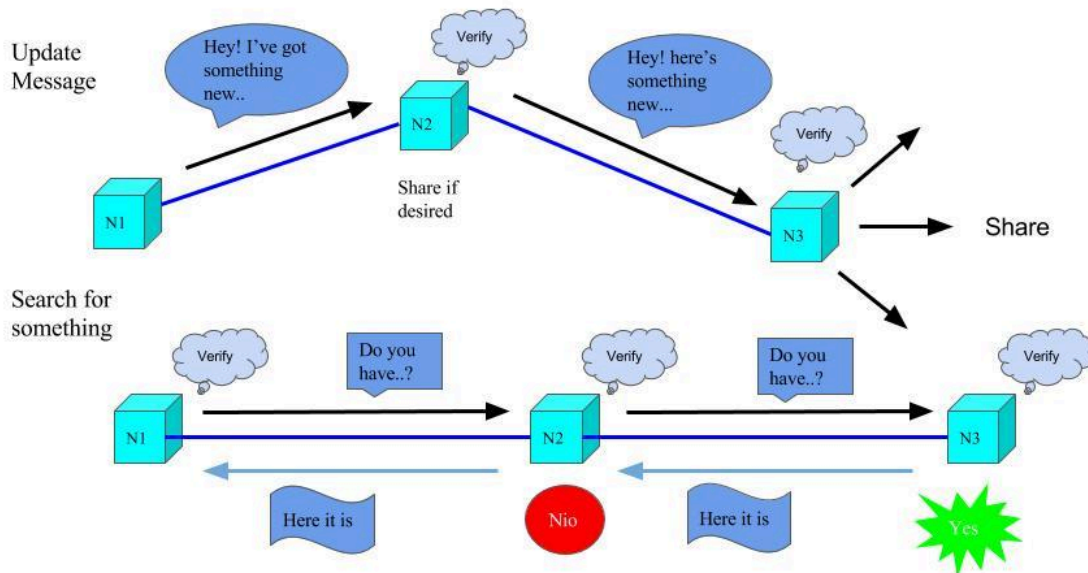 Update
Message
Hey! I've got
something
new..
Verify
N2
Hey! here's
something
new...
Verify
N1
Share if
desired
N3
Share
Search for
something
Verify
Do you
have..?
Verify
Do you
have..?
Verify
N1
N2
N3
Here it is
Nio
Here it is
Yes